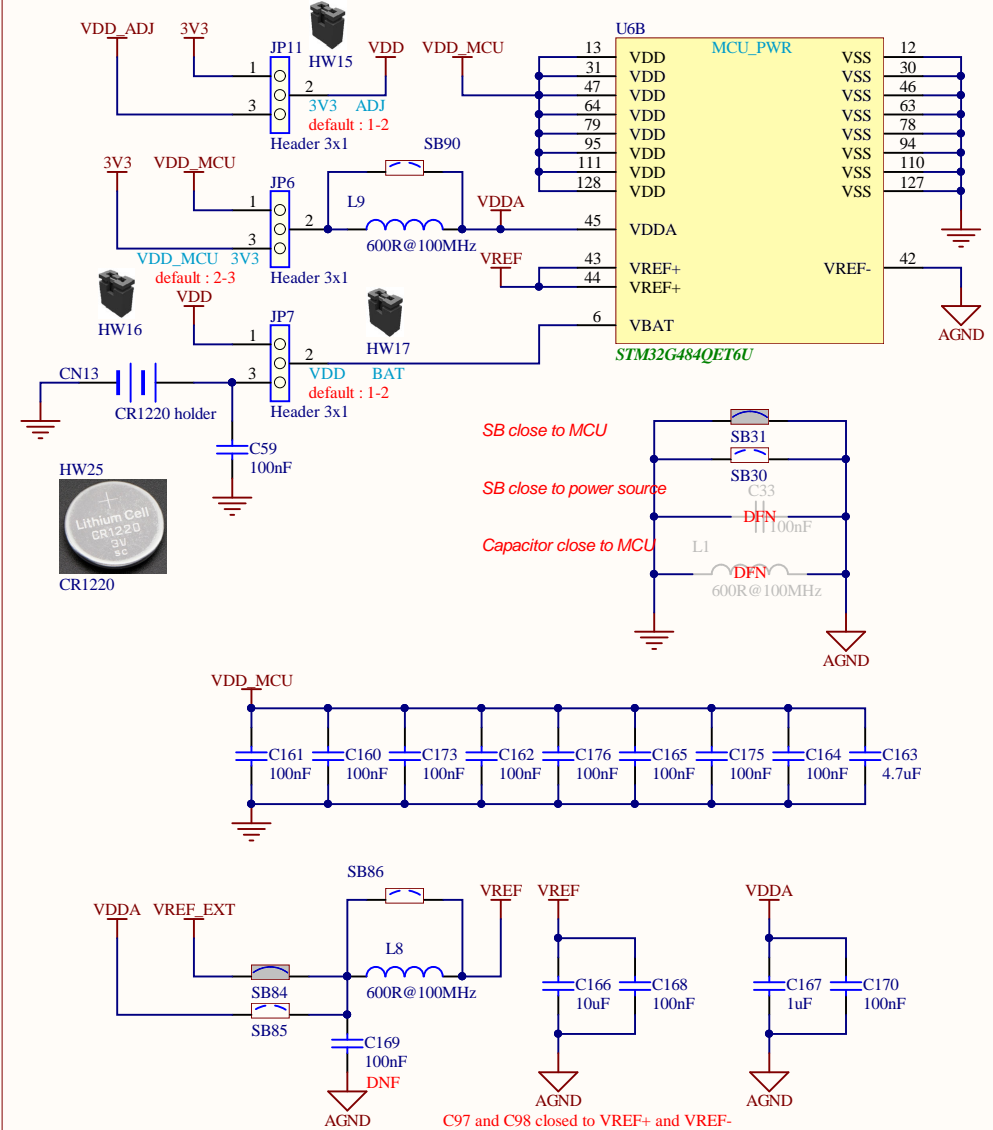 VDD_ADJ
3V3
JP11
HW15
VDD
1
2
3
3V3 ADJ
default : 1-2
Header 3x1
VDD_MCU
U6B
MCU_PWR
13 VDD VSS 12
31 VDD VSS 30
47 VDD VSS 46
64 VDD VSS 63
79 VDD VSS 78
95 VDD VSS 94
111 VDD VSS 110
128 VDD VSS 127
VDDA
45 VDDA
VREF
43 VREF+ VREF- 42
44 VREF+
6 VBAT
AGND
STM32G484QET6U
SB90
3V3
VDD_MCU
JP6
1
2
3
L9
600R@100MHz
VDD_MCU 3V3
default : 2-3
Header 3x1
HW16
VDD
JP7
HW17
1
2
3
VDD BAT
default : 1-2
Header 3x1
CN13
CR1220 holder
C59
100nF
HW25
Lithium Cell
CR1220
3V
SC
CR1220
SB close to MCU
SB31
SB30
SB close to power source
C33
DFN
100nF
Capacitor close to MCU
L1
DFN
600R@100MHz
AGND
VDD_MCU
C161 C160 C173 C162 C176 C165 C175 C164 C163
100nF 100nF 100nF 100nF 100nF 100nF 100nF 100nF 4.7uF
SB86
VDDA
VREF_EXT
VREF
L8
600R@100MHz
SB84
SB85
C169
100nF
DNF
AGND
VREF
C166 C168
10uF 100nF
AGND
VDDA
C167 C170
1uF 100nF
AGND
C97 and C98 closed to VREF+ and VREF-